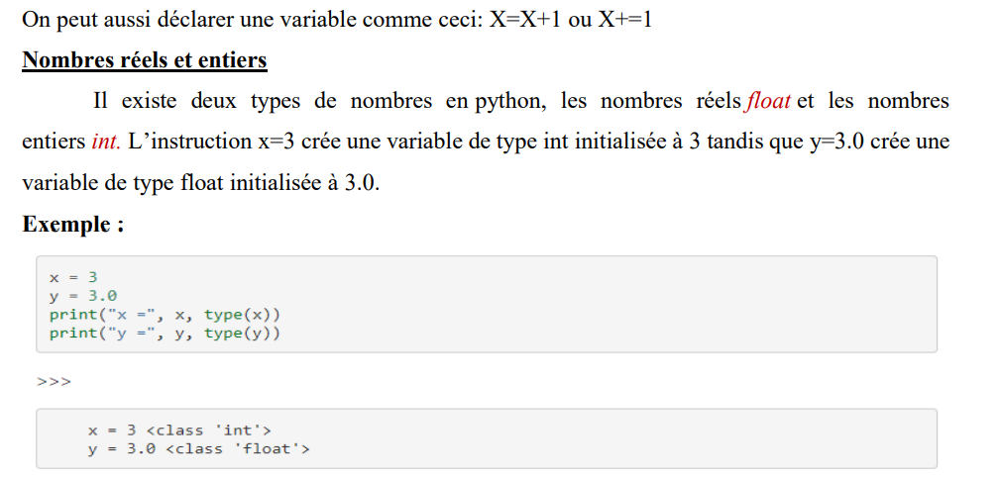 On peut aussi déclarer une variable comme ceci: X=X+1 ou X+=1
Nombres réels et entiers
Il existe deux types de nombres en python, les nombres réels float et les nombres
entiers int. L’instruction x=3 crée une variable de type int initialisée à 3 tandis que y=3.0 crée une
variable de type float initialisée à 3.0.
Exemple :
x = 3
y = 3.0
print("x =", x, type(x))
print("y =", y, type(y))
>>>
x = 3 <class 'int'>
y = 3.0 <class 'float'>